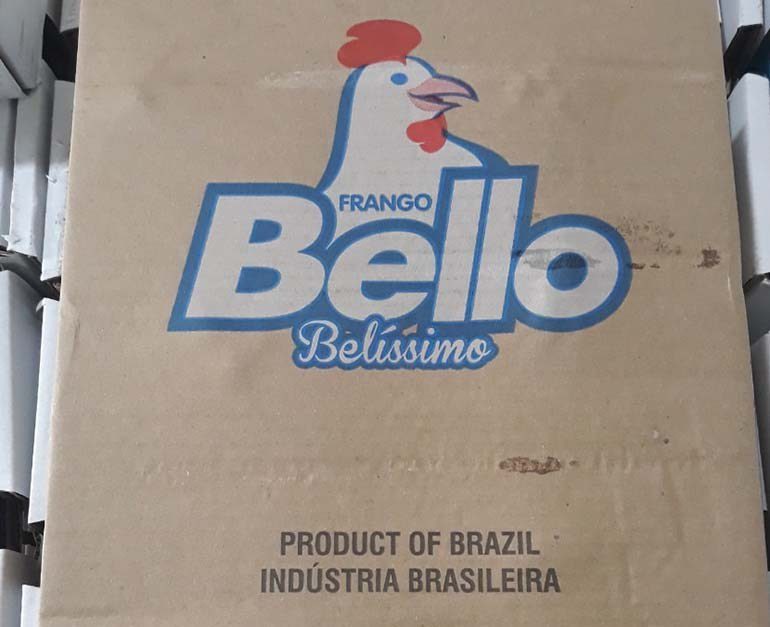 FRANGO
Bello
Belíssimo
PRODUCT OF BRAZIL
INDÚSTRIA BRASILEIRA